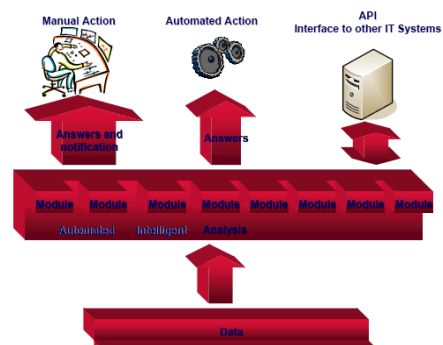 Manual Action
Automated Action
API
Interface to other IT Systems
Answers and
notification
Answers
Module Module Module Module Module Module Module Module
Automated Intelligent Analysis
Data